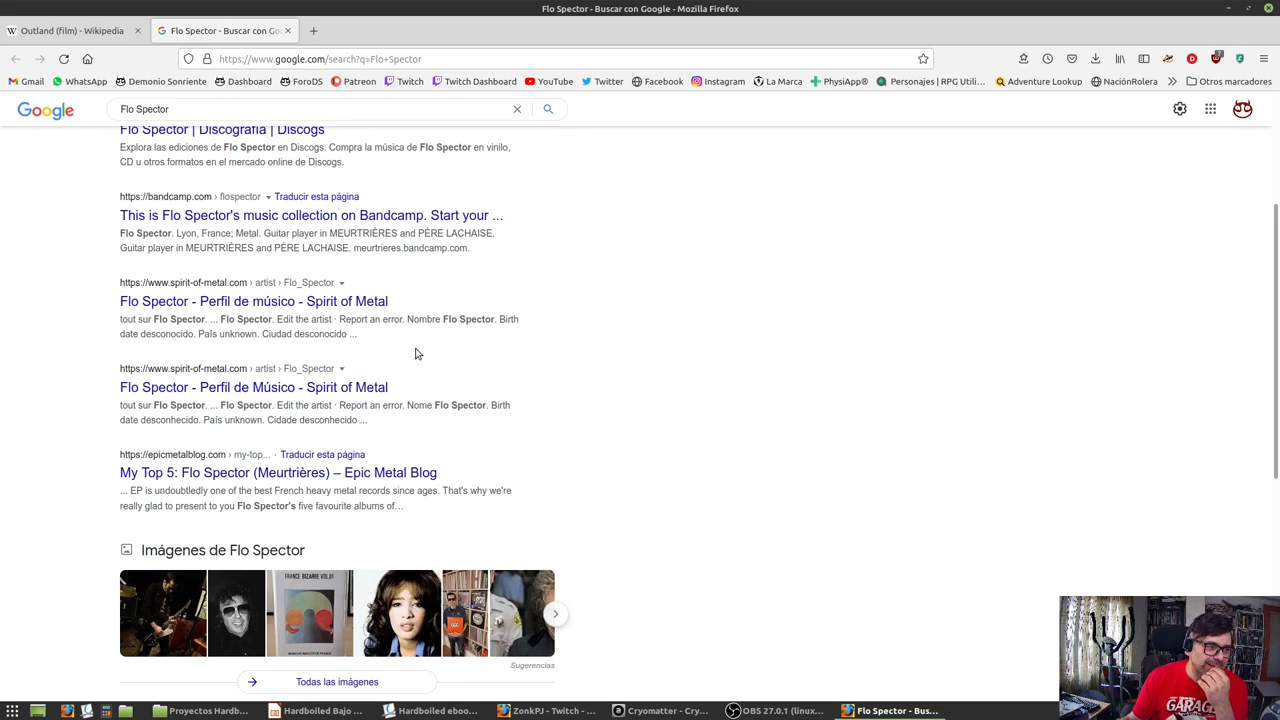 Flo Spector - Buscar con Google - Mozilla Firefox
Outland (film) - Wikipedia
Flo Spector - Buscar con Go
https://www.google.com/search?q=Flo+Spector
Gmail WhatsApp Demonio Sonriente Dashboard ForoDS Patreon Twitch Twitch Dashboard YouTube Twitter Facebook Instagram La Marca PhysiApp® Personajes | RPG Utili... Adventure Lookup NaciónRolera Otros marcadores
Google
Flo Spector
Flo Spector | Discografía | Discogs
Explora las ediciones de Flo Spector en Discogs. Compra la música de Flo Spector en vinilo,
CD u otros formatos en el mercado online de Discogs.
https://bandcamp.com › flospector Traducir esta página
This is Flo Spector's music collection on Bandcamp. Start your ...
Flo Spector. Lyon, France; Metal. Guitar player in MEURTRIÈRES and PÈRE LACHAISE.
Guitar player in MEURTRIÈRES and PÈRE LACHAISE. meurtrieres.bandcamp.com.
https://www.spirit-of-metal.com › artist › Flo_Spector
Flo Spector - Perfil de músico - Spirit of Metal
tout sur Flo Spector. ... Flo Spector. Edit the artist · Report an error. Nombre Flo Spector. Birth
date desconocido. País unknown. Ciudad desconocido ...
https://www.spirit-of-metal.com › artist › Flo_Spector
Flo Spector - Perfil de Músico - Spirit of Metal
tout sur Flo Spector. ... Flo Spector. Edit the artist · Report an error. Nome Flo Spector. Birth
date desconhecido. País unknown. Cidade desconhecido ...
https://epicmetalblog.com › my-top... · Traducir esta página
My Top 5: Flo Spector (Meurtrières) – Epic Metal Blog
... EP is undoubtedly one of the best French heavy metal records since ages. That's why we're
really glad to present to you Flo Spector's five favourite albums of…
Imágenes de Flo Spector
FRANCE BIZARRE VOL.01
Sugerencias
Todas las imágenes
GARAGE
Proyectos Hardb... Hardboiled Bajo ... Hardboiled eboo... ZonkPJ - Twitch - ... Cryomatter - Cry... OBS 27.0.1 (linux... Flo Spector - Bus...